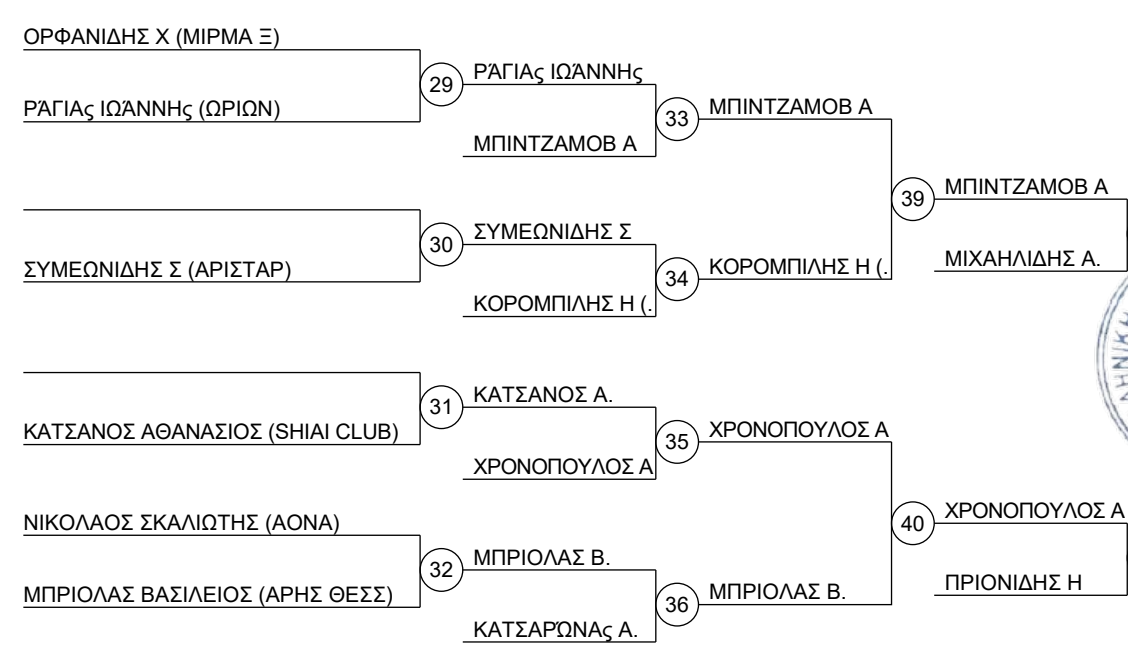 ΟΡΦΑΝΙΔΗΣ Χ (ΜΙΡΜΑ Ξ)
29
ΡΆΓΙΑς ΙΩΆΝΝΗς
ΡΆΓΙΑς ΙΩΆΝΝΗς (ΩΡΙΩΝ)
33
ΜΠΙΝΤΖΑΜΟΒ Α
ΜΠΙΝΤΖΑΜΟΒ Α
39
ΜΠΙΝΤΖΑΜΟΒ Α
30
ΣΥΜΕΩΝΙΔΗΣ Σ
ΣΥΜΕΩΝΙΔΗΣ Σ (ΑΡΙΣΤΑΡ)
34
ΚΟΡΟΜΠΙΛΗΣ Η (.
ΜΙΧΑΗΛΙΔΗΣ Α.
ΚΟΡΟΜΠΙΛΗΣ Η (.
31
ΚΑΤΣΑΝΟΣ Α.
ΚΑΤΣΑΝΟΣ ΑΘΑΝΑΣΙΟΣ (SHIAI CLUB)
35
ΧΡΟΝΟΠΟΥΛΟΣ Α
ΧΡΟΝΟΠΟΥΛΟΣ Α
40
ΧΡΟΝΟΠΟΥΛΟΣ Α
ΝΙΚΟΛΑΟΣ ΣΚΑΛΙΩΤΗΣ (ΑΟΝΑ)
32
ΜΠΡΙΟΛΑΣ Β.
ΜΠΡΙΟΛΑΣ ΒΑΣΙΛΕΙΟΣ (ΑΡΗΣ ΘΕΣΣ)
36
ΜΠΡΙΟΛΑΣ Β.
ΠΡΙΟΝΙΔΗΣ Η
ΚΑΤΣΑΡΏΝΑς Α.